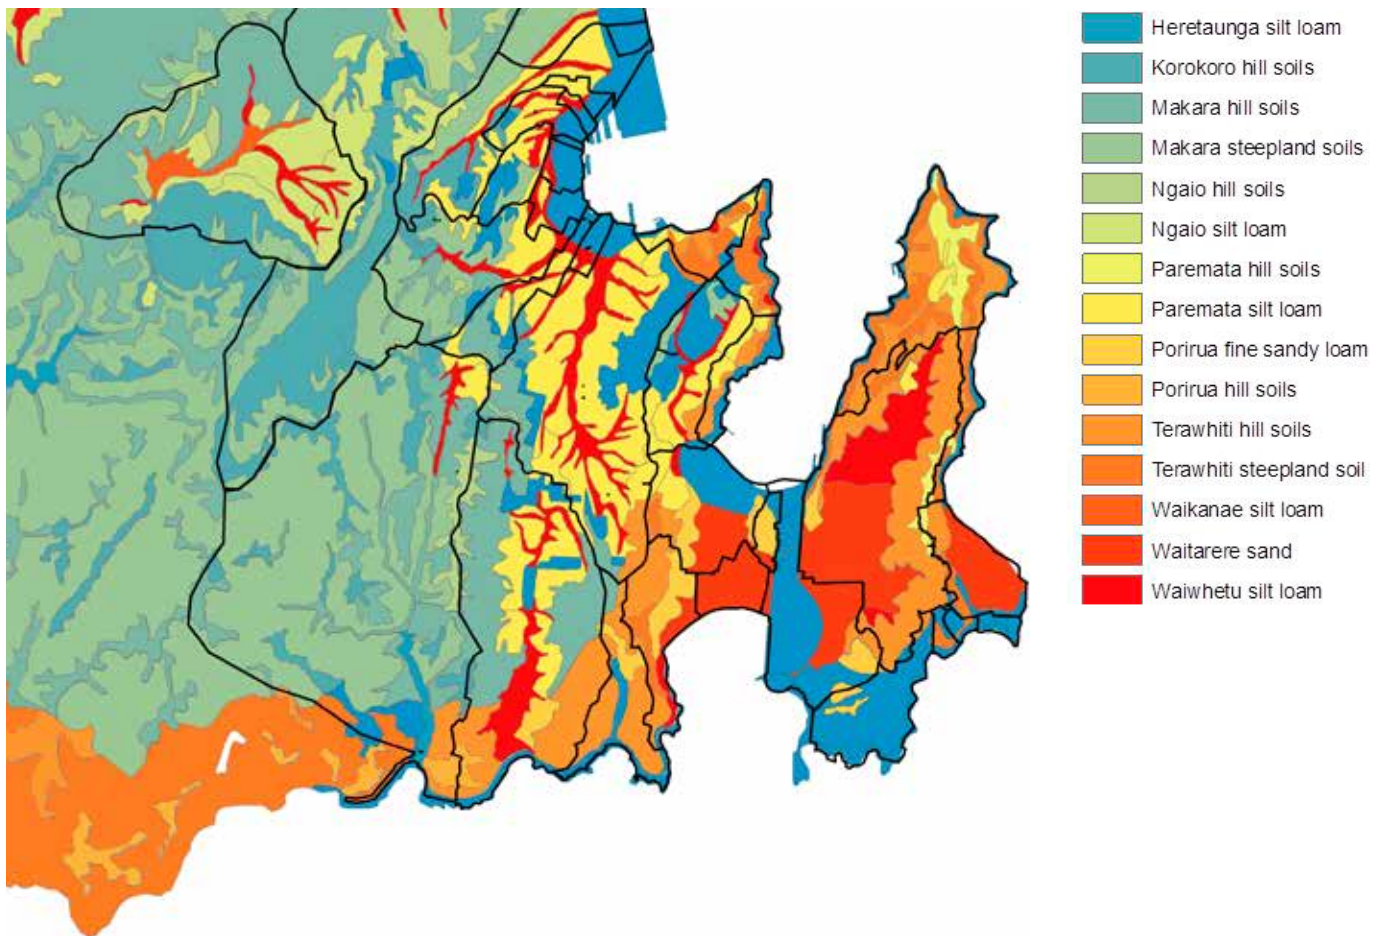 Heretaunga silt loam
Korokoro hill soils
Makara hill soils
Makara steepland soils
Ngaio hill soils
Ngaio silt loam
Paremata hill soils
Paremata silt loam
Porirua fine sandy loam
Porirua hill soils
Terawhiti hill soils
Terawhiti steepland soil
Waikanae silt loam
Waitarere sand
Waiwhetu silt loam